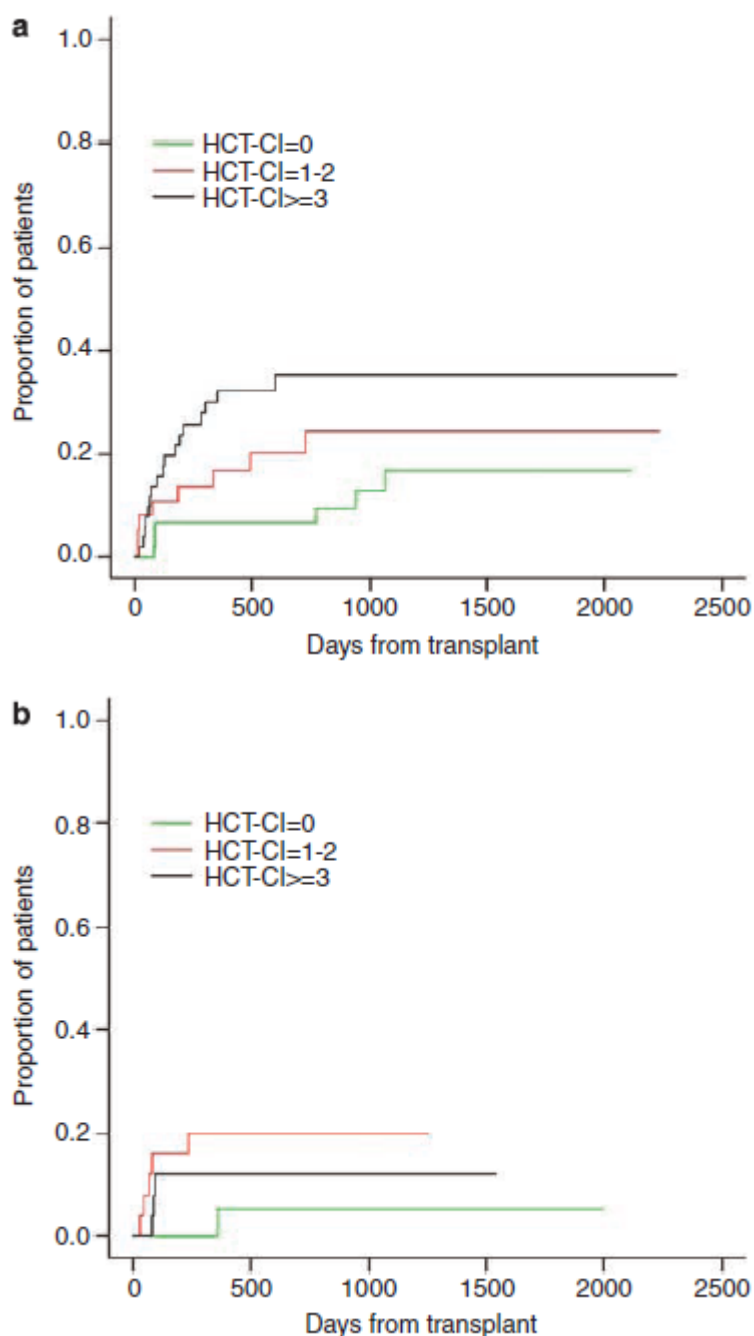 a
1.0
0.8
0.6
0.4
0.2
0.0
Proportion of patients
HCT-CI=0
HCT-CI=1-2
HCT-CI>=3
0 500 1000 1500 2000 2500
Days from transplant
b
1.0
0.8
0.6
0.4
0.2
0.0
Proportion of patients
HCT-CI=0
HCT-CI=1-2
HCT-CI>=3
0 500 1000 1500 2000 2500
Days from transplant